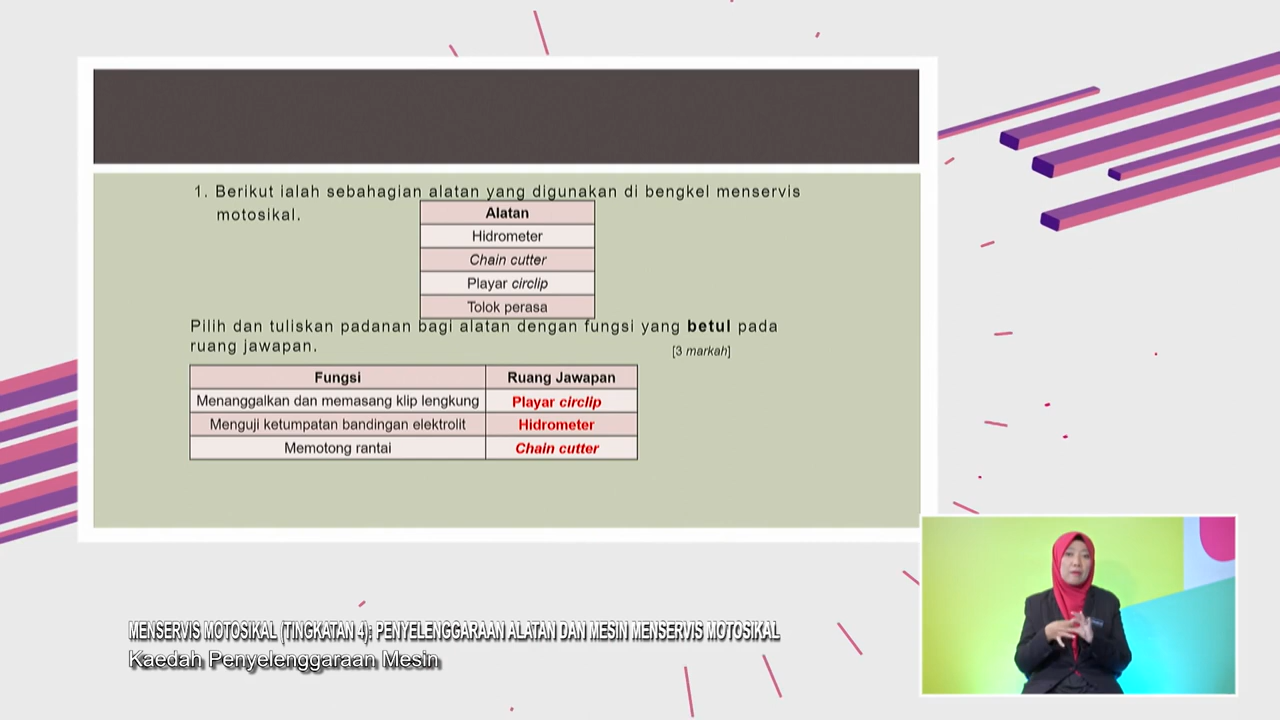 1. Berikut ialah sebahagian alatan yang digunakan di bengkel menservis
motosikal.
Alatan
Hidrometer
Chain cutter
Playar circlip
Tolok perasa
Pilih dan tuliskan padanan bagi alatan dengan fungsi yang betul pada
ruang jawapan.
[3 markah]
Fungsi Ruang Jawapan
Menanggalkan dan memasang klip lengkung Playar circlip
Menguji ketumpatan bandingan elektrolit Hidrometer
Memotong rantai Chain cutter
MENSERVIS MOTOSIKAL (TINGKATAN 4): PENYELENGGARAAN ALATAN DAN MESIN MENSERVIS MOTOSIKAL
Kaedah Penyelenggaraan Mesin